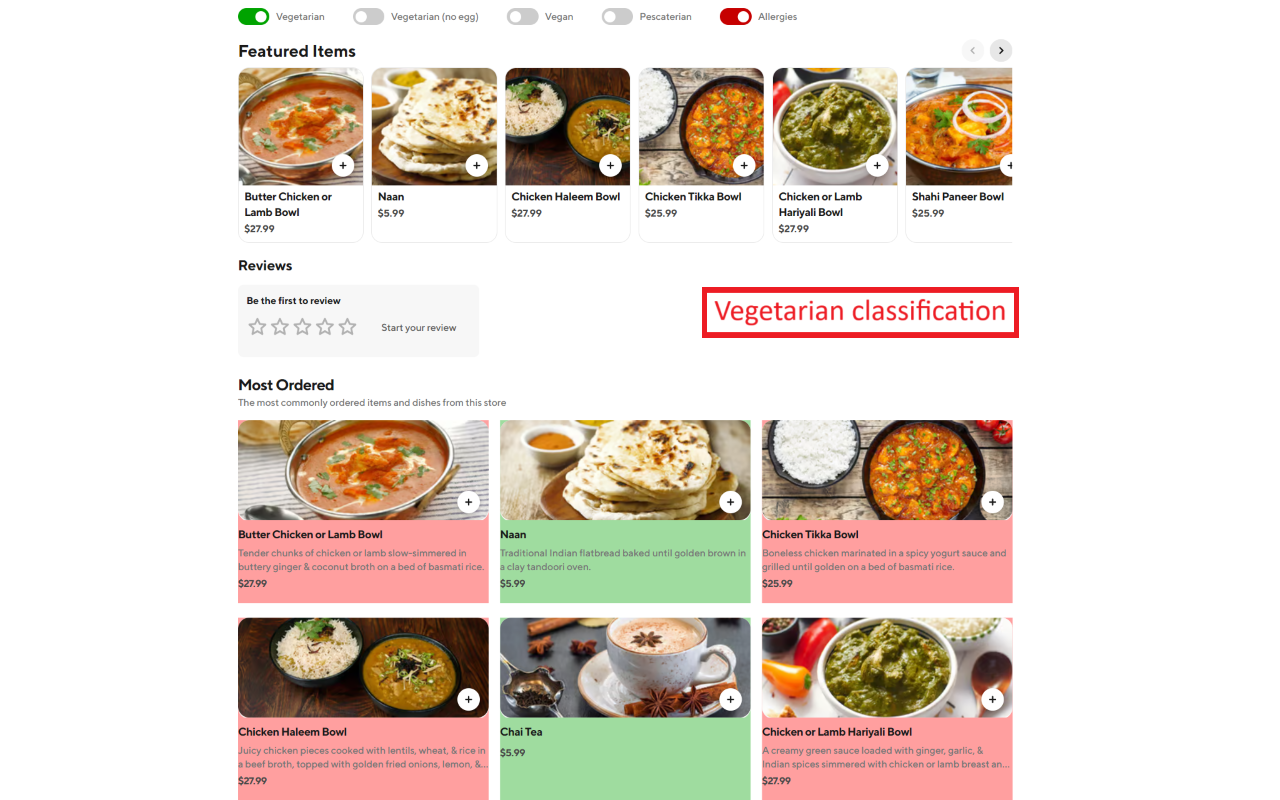 Vegetarian
Vegetarian (no egg)
Vegan
Pescaterian
Allergies
Featured Items
Butter Chicken or
Lamb Bowl
$27.99
Naan
$5.99
Chicken Haleem Bowl
$27.99
Chicken Tikka Bowl
$25.99
Chicken or Lamb
Hariyali Bowl
$27.99
Shahi Paneer Bowl
$25.99
Reviews
Be the first to review
Start your review
Vegetarian classification
Most Ordered
The most commonly ordered items and dishes from this store
Butter Chicken or Lamb Bowl
Tender chunks of chicken or lamb slow-simmered in
buttery ginger & coconut broth on a bed of basmati rice.
$27.99
Naan
Traditional Indian flatbread baked until golden brown in
a clay tandoori oven.
$5.99
Chicken Tikka Bowl
Boneless chicken marinated in a spicy yogurt sauce and
grilled until golden on a bed of basmati rice.
$25.99
Chicken Haleem Bowl
Juicy chicken pieces cooked with lentils, wheat, & rice in
a beef broth, topped with golden fried onions, lemon, &...
$27.99
Chai Tea
$5.99
Chicken or Lamb Hariyali Bowl
A creamy green sauce loaded with ginger, garlic, &
Indian spices simmered with chicken or lamb breast an...
$27.99